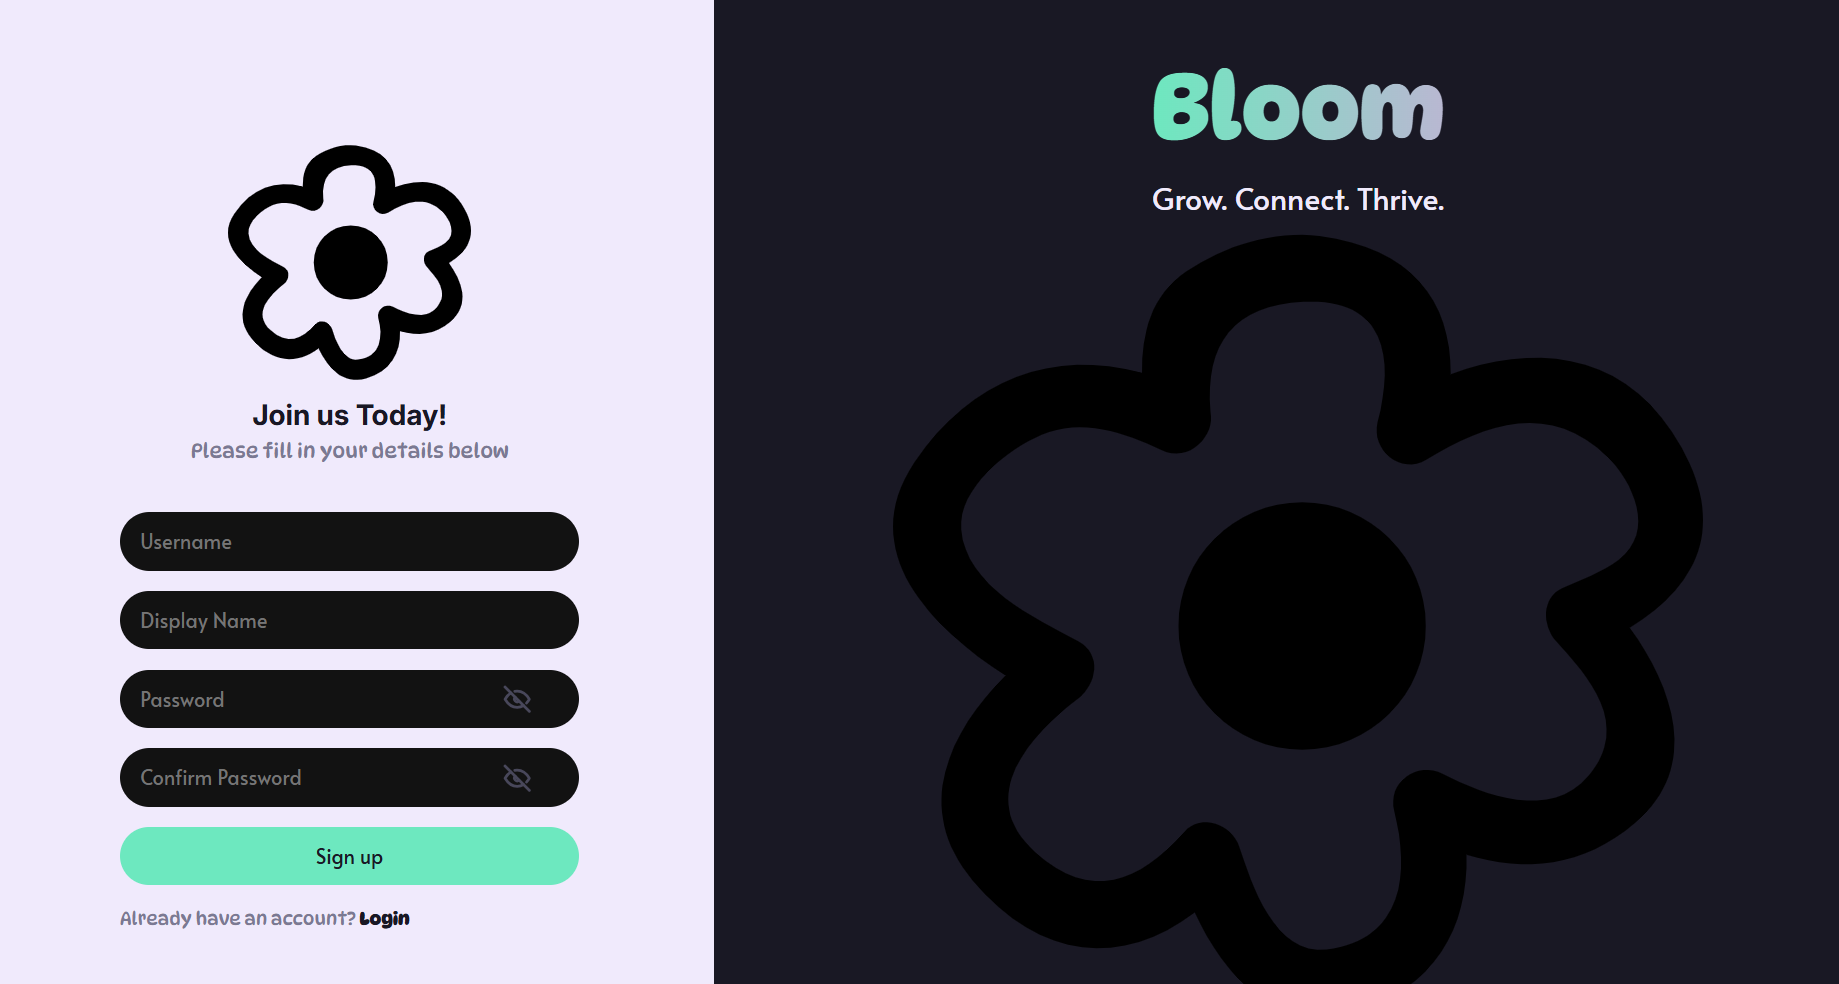 Join us Today!
Please fill in your details below
Username
Display Name
Password
Confirm Password
Sign up
Already have an account? Login
Bloom
Grow. Connect. Thrive.